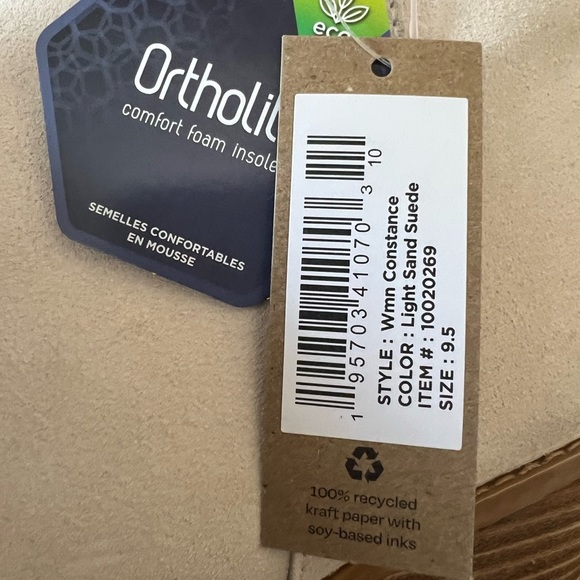 Ortholi
comfort foam insole
SEMELLES CONFORTABLES
EN MOUSSE
eco
1 95703 41070 3 10
STYLE : Wmn Constance
COLOR : Light Sand Suede
ITEM # : 10020269
SIZE : 9.5
100% recycled
kraft paper with
soy-based inks